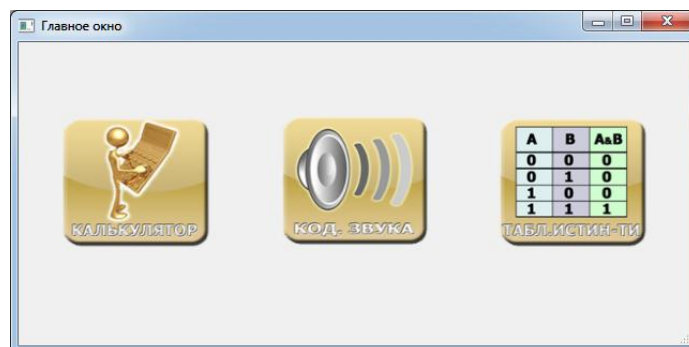 Главное окно
КАЛЬКУЛЯТОР
КОД. ЗВУКА
A B A&B
0 0 0
0 1 0
1 0 0
1 1 1
ТАБЛ.ИСТИН-ТИ